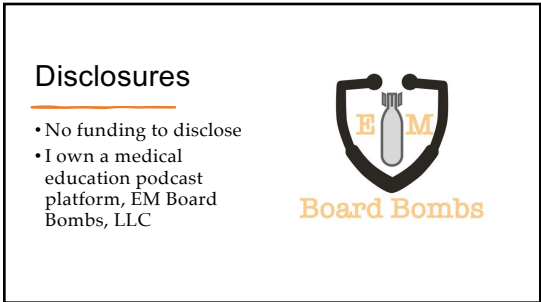 Disclosures
• No funding to disclose
• I own a medical
education podcast
platform, EM Board
Bombs, LLC
E M
Board Bombs